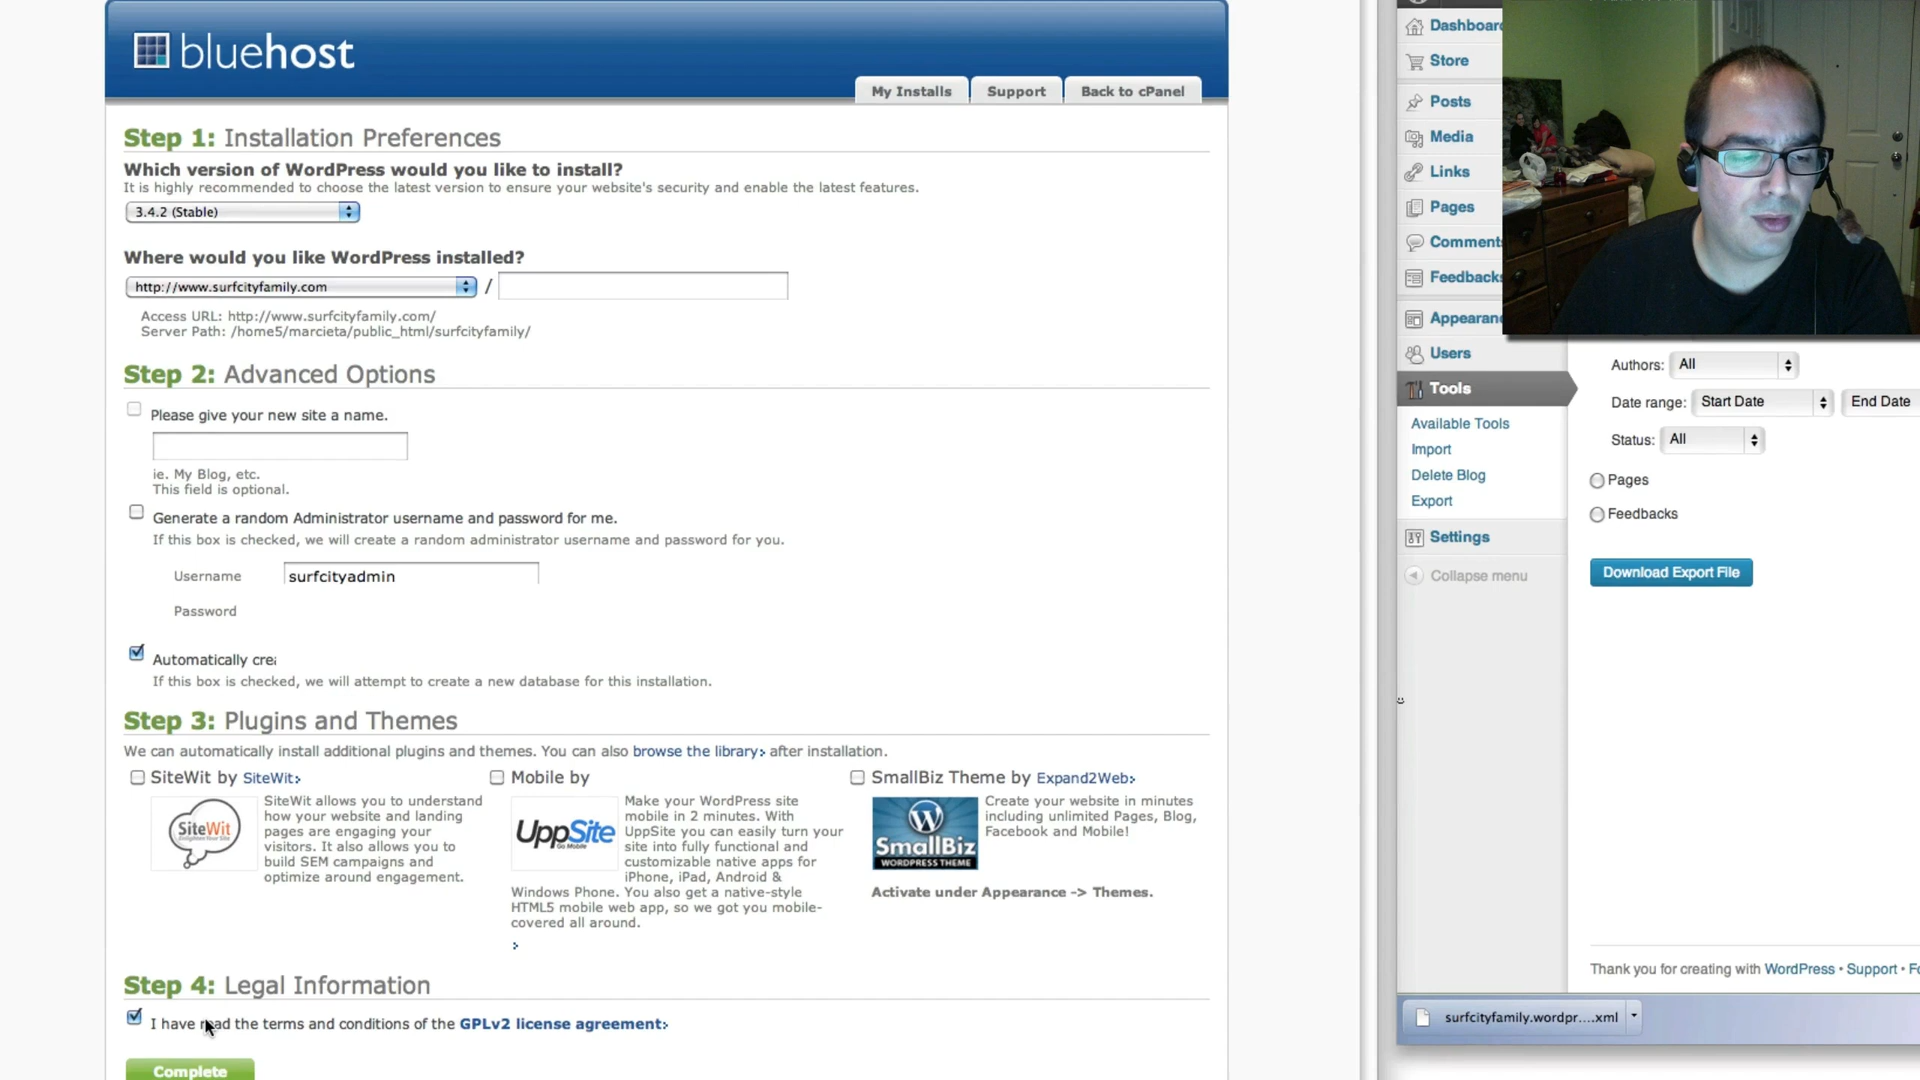 bluehost
My Installs
Support
Back to cPanel
Step 1: Installation Preferences
Which version of WordPress would you like to install?
It is highly recommended to choose the latest version to ensure your website's security and enable the latest features.
3.4.2 (Stable)
Where would you like WordPress installed?
http://www.surfcityfamily.com /
Access URL: http://www.surfcityfamily.com/
Server Path: /home5/marcieta/public_html/surfcityfamily/
Step 2: Advanced Options
Please give your new site a name.
ie. My Blog, etc.
This field is optional.
Generate a random Administrator username and password for me.
If this box is checked, we will create a random administrator username and password for you.
Username surfcityadmin
Password
Automatically crea
If this box is checked, we will attempt to create a new database for this installation.
Step 3: Plugins and Themes
We can automatically install additional plugins and themes. You can also browse the library› after installation.
SiteWit by SiteWit›
SiteWit
SiteWit allows you to understand
how your website and landing
pages are engaging your
visitors. It also allows you to
build SEM campaigns and
optimize around engagement.
Mobile by
UppSite
Go Mobile
Make your WordPress site
mobile in 2 minutes. With
UppSite you can easily turn your
site into fully functional and
customizable native apps for
iPhone, iPad, Android &
Windows Phone. You also get a native-style
HTML5 mobile web app, so we got you mobile-
covered all around.
›
SmallBiz Theme by Expand2Web›
SmallBiz
WORDPRESS THEME
Create your website in minutes
including unlimited Pages, Blog,
Facebook and Mobile!
Activate under Appearance -> Themes.
Step 4: Legal Information
I have read the terms and conditions of the GPLv2 license agreement›
Complete
Dashboard
Store
Posts
Media
Links
Pages
Comments
Feedbacks
Appearan
Users
Tools
Available Tools
Import
Delete Blog
Export
Settings
Collapse menu
Authors: All
Date range: Start Date End Date
Status: All
Pages
Feedbacks
Download Export File
Thank you for creating with WordPress • Support • Fo
surfcityfamily.wordpr....xml